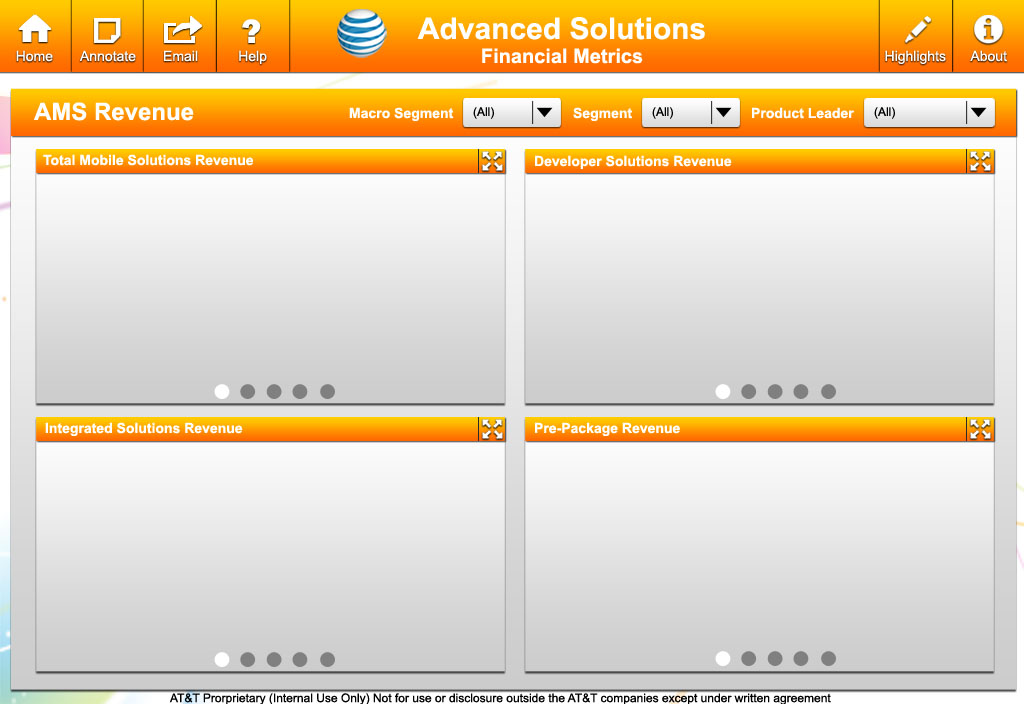 Home
Annotate
Email
Help
Advanced Solutions
Financial Metrics
Highlights
About
AMS Revenue
Macro Segment
(All)
Segment
(All)
Product Leader
(All)
Total Mobile Solutions Revenue
Developer Solutions Revenue
Integrated Solutions Revenue
Pre-Package Revenue
AT&T Prorprietary (Internal Use Only) Not for use or disclosure outside the AT&T companies except under written agreement